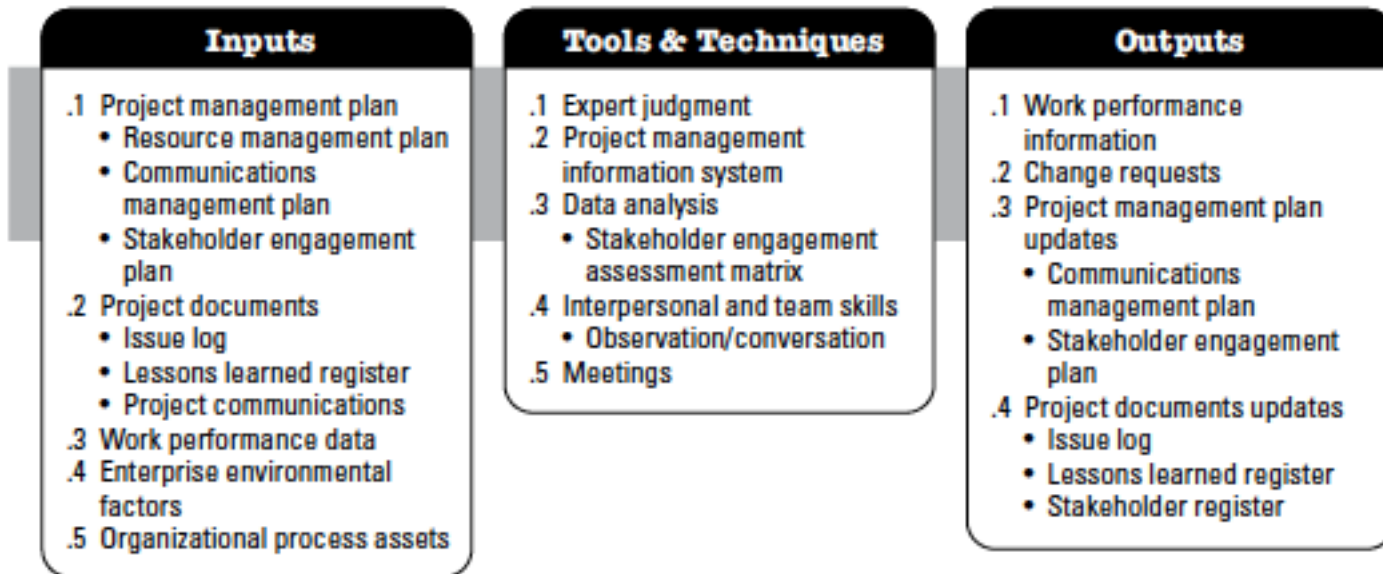 Inputs
.1 Project management plan
• Resource management plan
• Communications
management plan
• Stakeholder engagement
plan
.2 Project documents
• Issue log
• Lessons learned register
• Project communications
.3 Work performance data
.4 Enterprise environmental
factors
.5 Organizational process assets
Tools & Techniques
.1 Expert judgment
.2 Project management
information system
.3 Data analysis
• Stakeholder engagement
assessment matrix
.4 Interpersonal and team skills
• Observation/conversation
.5 Meetings
Outputs
.1 Work performance
information
.2 Change requests
.3 Project management plan
updates
• Communications
management plan
• Stakeholder engagement
plan
.4 Project documents updates
• Issue log
• Lessons learned register
• Stakeholder register